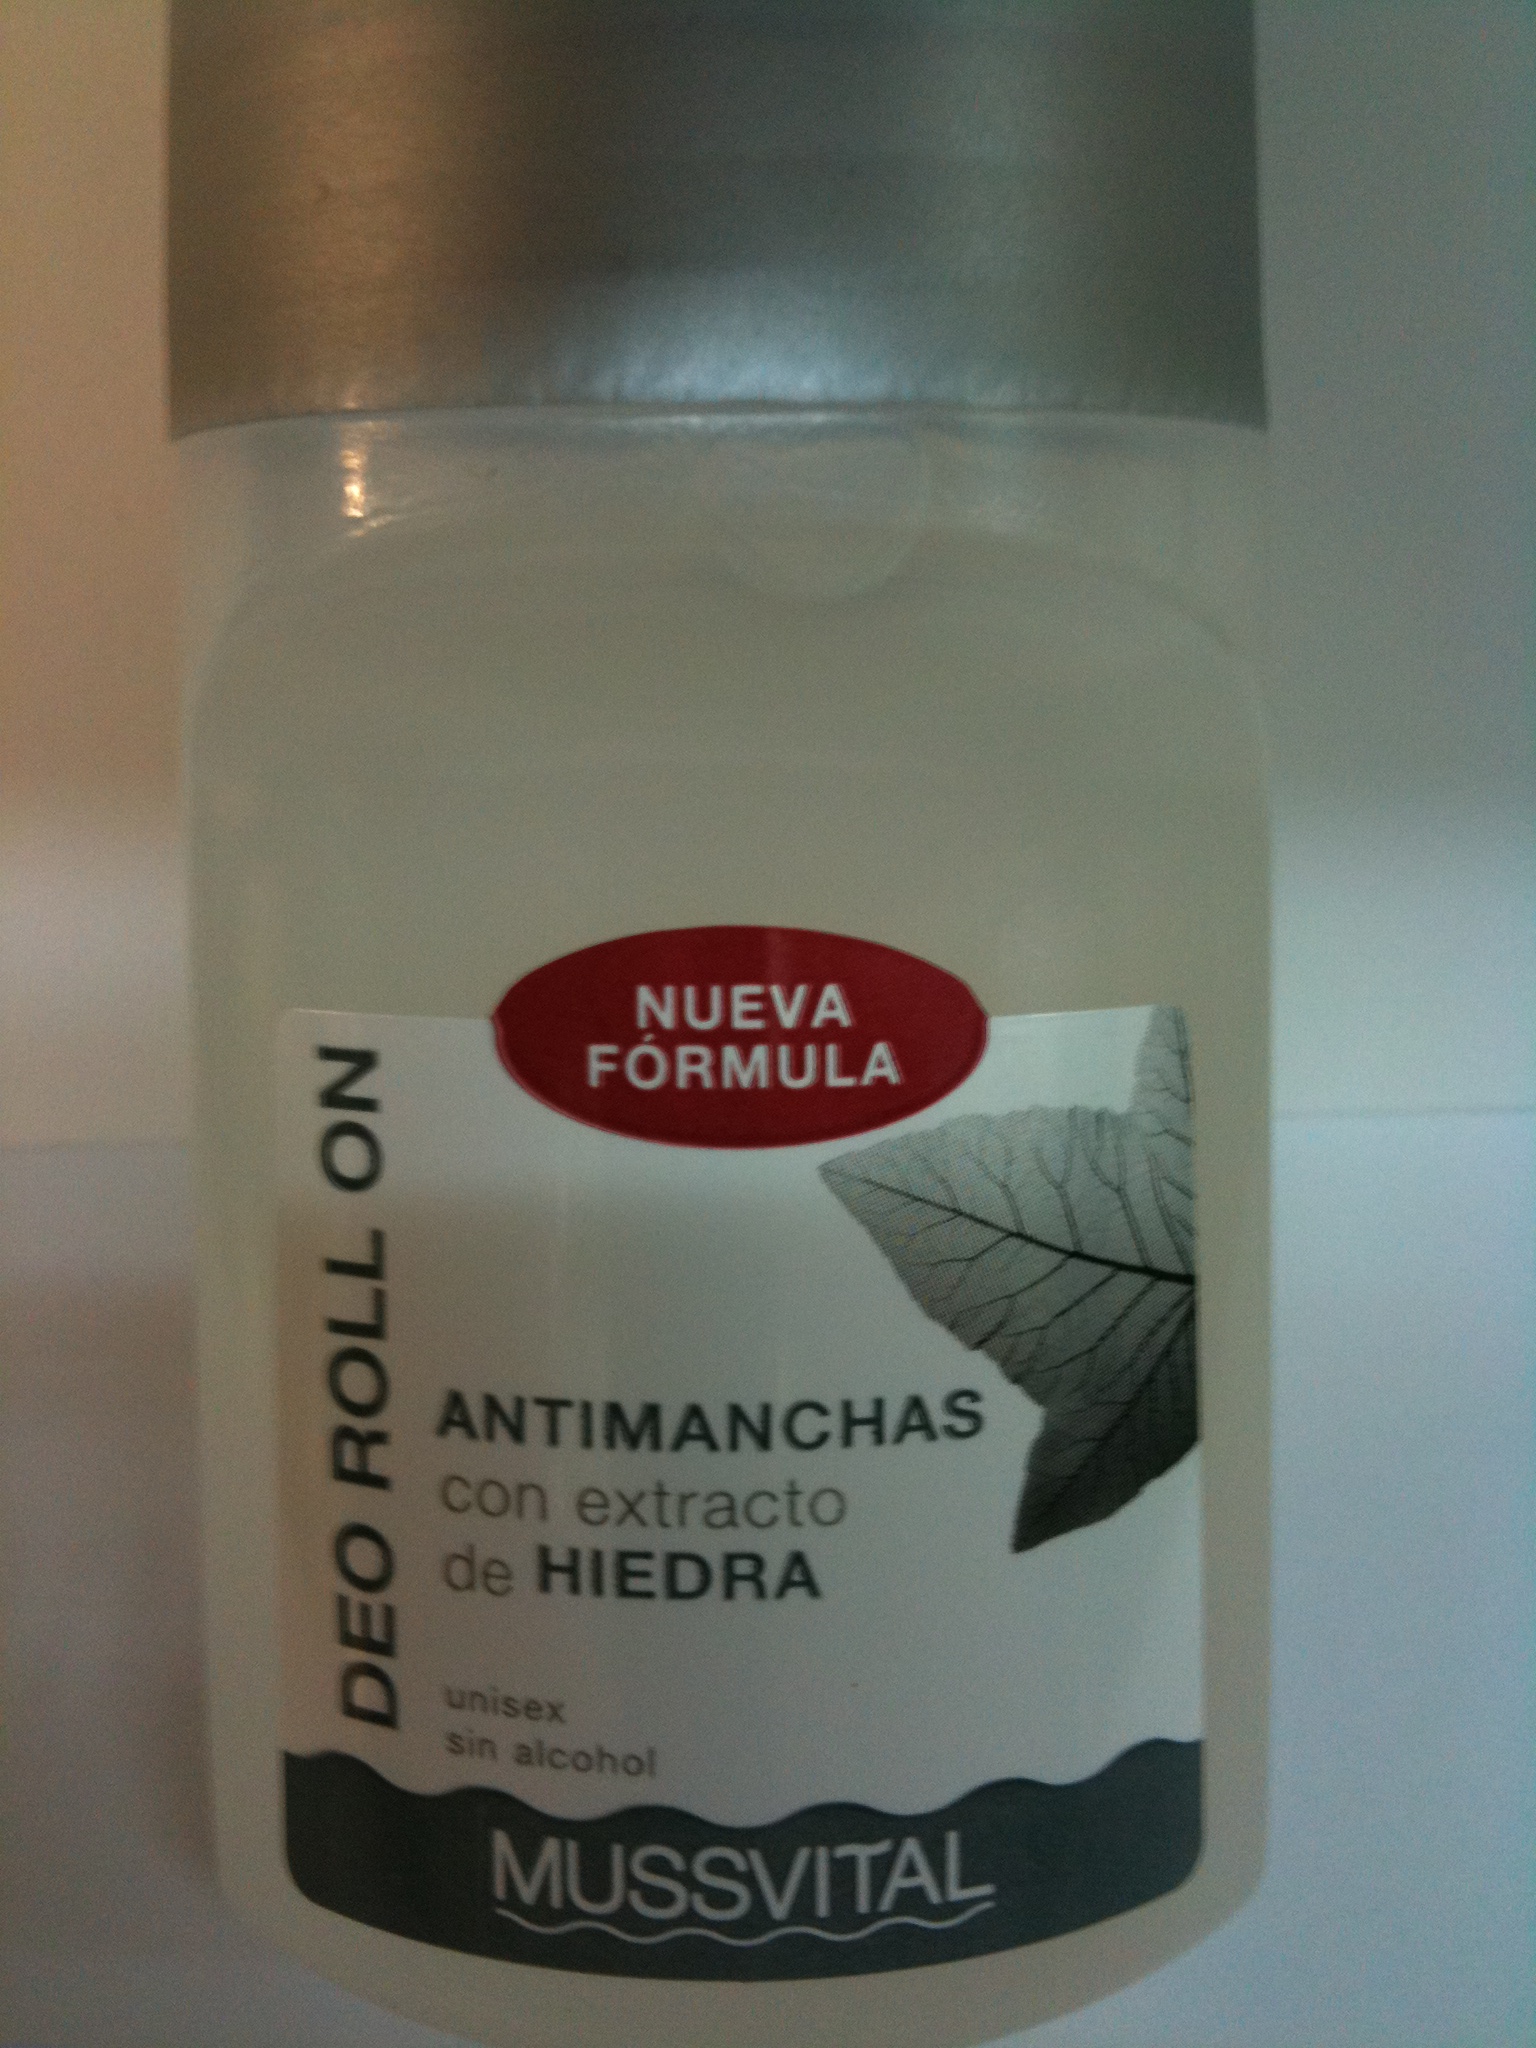 NUEVA
FÓRMULA
DEO ROLL ON
ANTIMANCHAS
con extracto
de HIEDRA
unisex
sin alcohol
MUSSVITAL